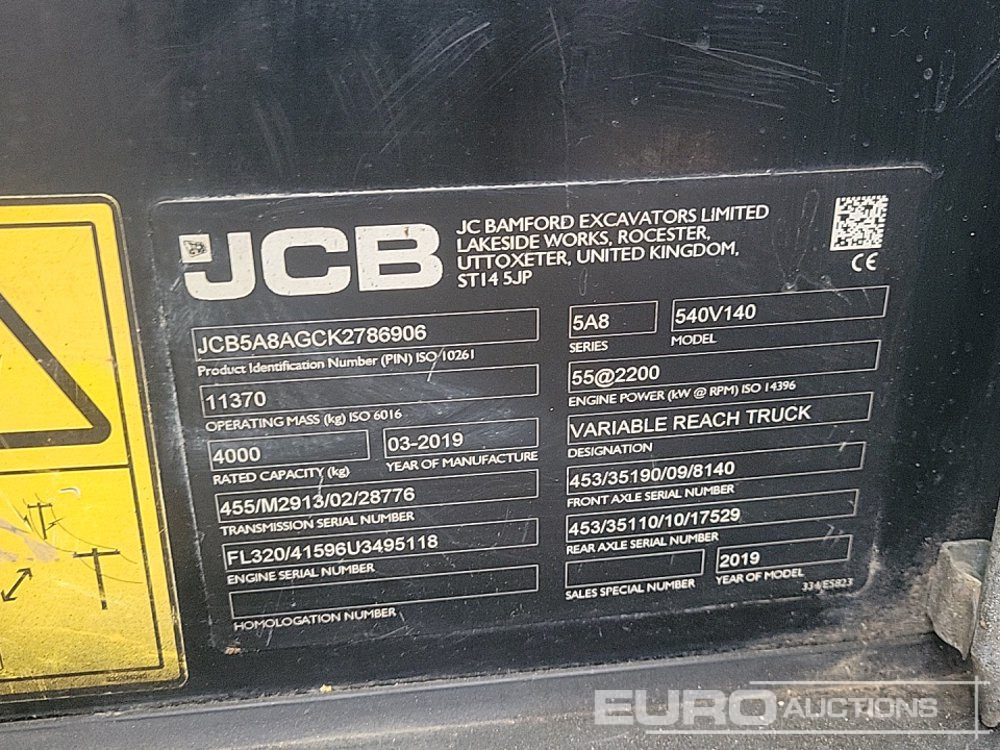 JCB
JC BAMFORD EXCAVATORS LIMITED
LAKESIDE WORKS, ROCESTER,
UTTOXETER, UNITED KINGDOM,
ST14 5JP
CE
JCB5A8AGCK2786906
Product Identification Number (PIN) ISO 10261
5A8
SERIES
540V140
MODEL
11370
OPERATING MASS (kg) ISO 6016
55@2200
ENGINE POWER (kW @ RPM) ISO 14396
4000
RATED CAPACITY (kg)
03-2019
YEAR OF MANUFACTURE
VARIABLE REACH TRUCK
DESIGNATION
455/M2913/02/28776
TRANSMISSION SERIAL NUMBER
453/35190/09/8140
FRONT AXLE SERIAL NUMBER
FL320/41596U3495118
ENGINE SERIAL NUMBER
453/35110/10/17529
REAR AXLE SERIAL NUMBER
HOMOLOGATION NUMBER
SALES SPECIAL NUMBER
2019
YEAR OF MODEL
334/E5823
EURO AUCTIONS